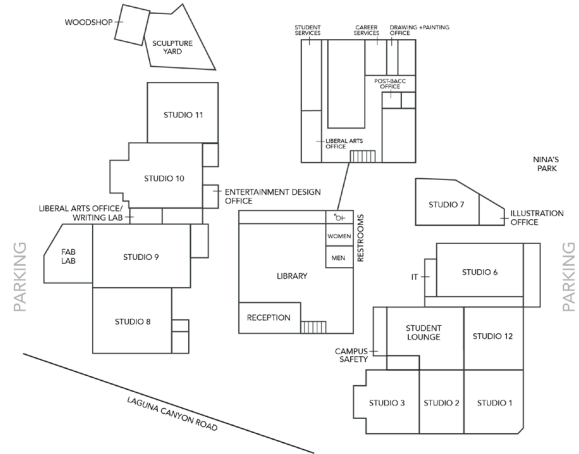 WOODSHOP
SCULPTURE
YARD
STUDENT
SERVICES
CAREER
SERVICES
DRAWING +PAINTING
OFFICE
POST-BACC
OFFICE
LIBERAL ARTS
OFFICE
STUDIO 11
STUDIO 10
ENTERTAINMENT DESIGN
OFFICE
LIBERAL ARTS OFFICE/
WRITING LAB
NINA'S
PARK
STUDIO 7
ILLUSTRATION
OFFICE
PARKING
FAB
LAB
STUDIO 9
STUDIO 8
WOMEN
MEN
RESTROOMS
LIBRARY
RECEPTION
IT
STUDIO 6
PARKING
STUDENT
LOUNGE
STUDIO 12
CAMPUS
SAFETY
STUDIO 3
STUDIO 2
STUDIO 1
LAGUNA CANYON ROAD